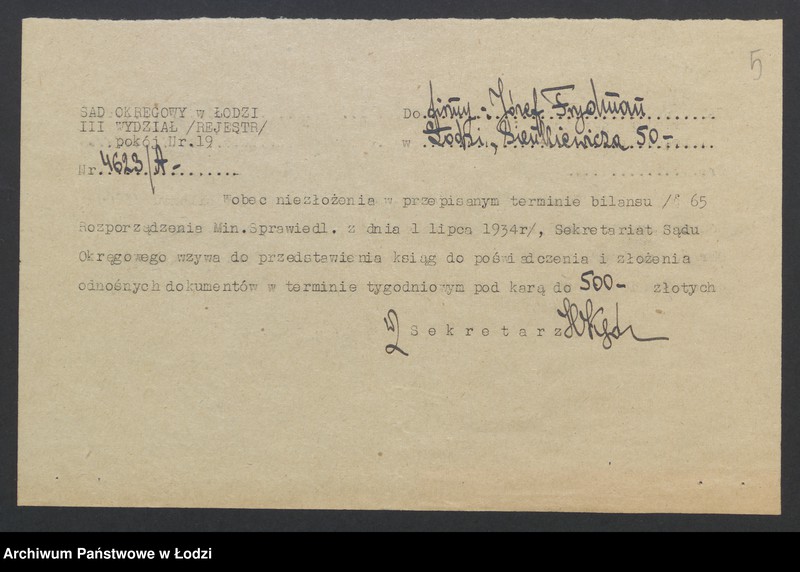 5
SĄD OKRĘGOWY w ŁODZI
III WYDZIAŁ /REJESTR/
pokój Nr.19
Nr. 4623/A-
Do firmy: Józef Frydman
w Łodzi, Sienkiewicza 50-
Wobec niezłożenia w przepisanym terminie bilansu /§ 65
Rozporządzenia Min.Sprawiedl. z dnia 1 lipca 1934r/, Sekretariat Sądu
Okręgowego wzywa do przedstawienia ksiąg do poświadczenia i złożenia
odnośnych dokumentów w terminie tygodniowym pod karą do 500- złotych
Sekretarz
Archiwum Państwowe w Łodzi